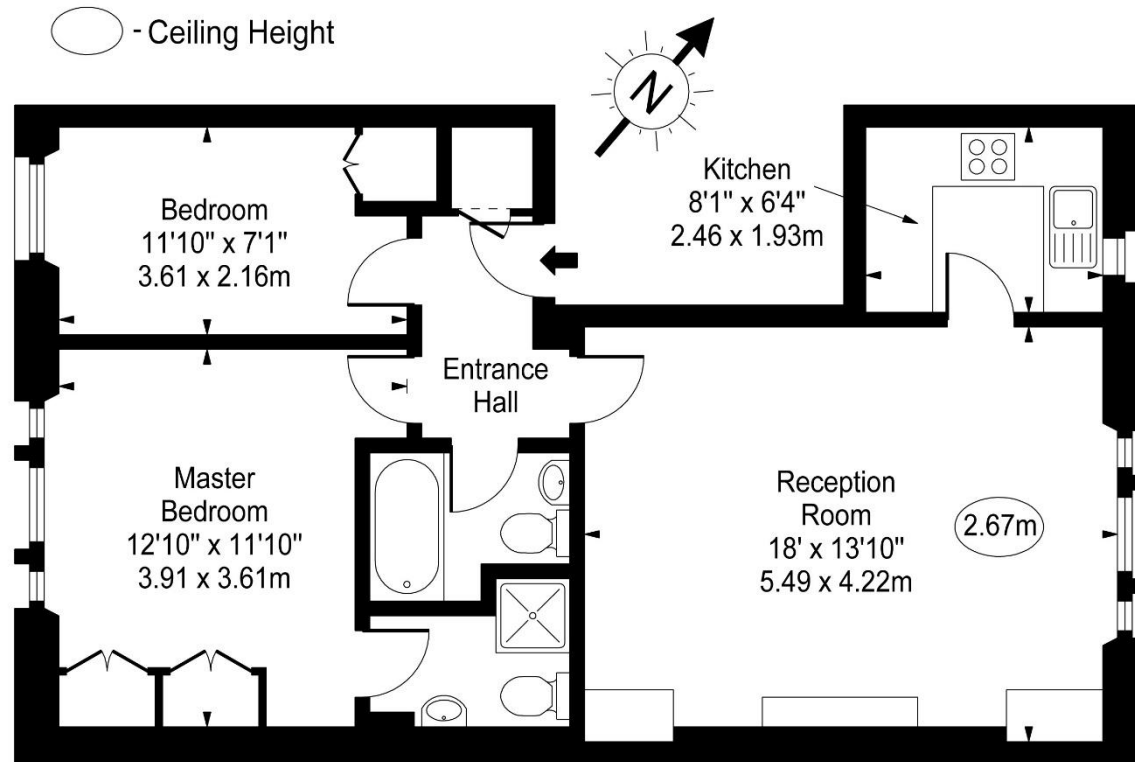 - Ceiling Height
N
Kitchen
8'1" x 6'4"
2.46 x 1.93m
Bedroom
11'10" x 7'1"
3.61 x 2.16m
Entrance
Hall
Master
Bedroom
12'10" x 11'10"
3.91 x 3.61m
Reception
Room
18' x 13'10"
5.49 x 4.22m
2.67m